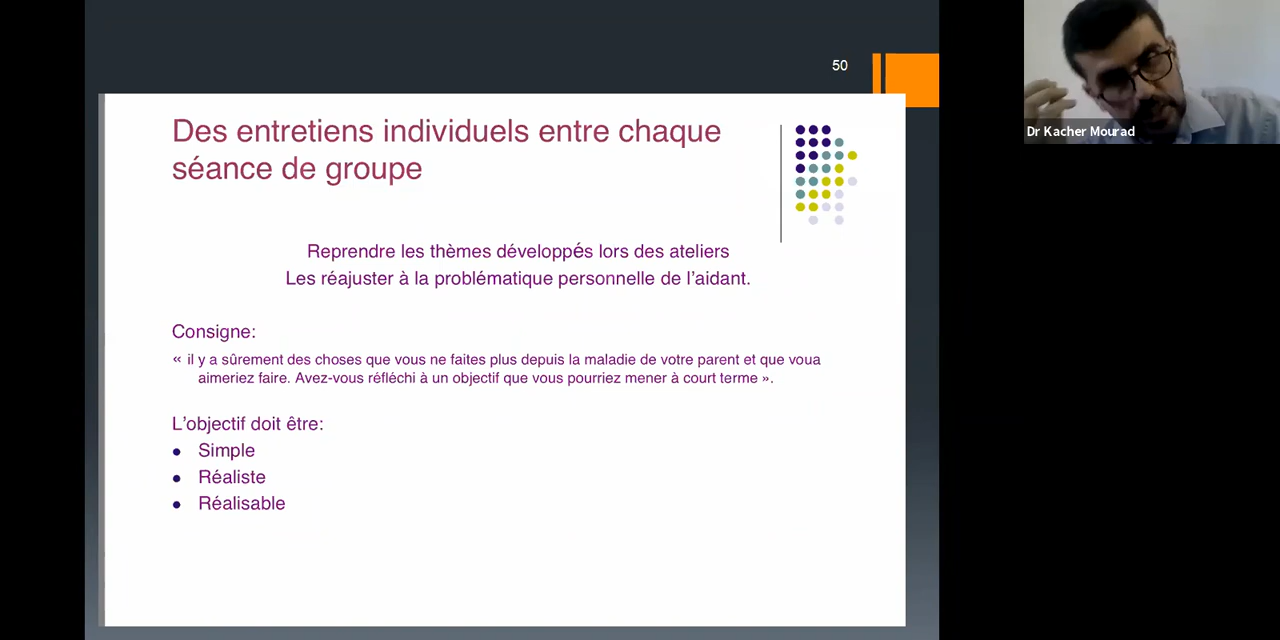 50
Des entretiens individuels entre chaque
séance de groupe
Reprendre les thèmes développés lors des ateliers
Les réajuster à la problématique personnelle de l'aidant.
Consigne:
« il y a sûrement des choses que vous ne faites plus depuis la maladie de votre parent et que voua
aimeriez faire. Avez-vous réfléchi à un objectif que vous pourriez mener à court terme ».
L'objectif doit être:
● Simple
● Réaliste
● Réalisable
Dr Kacher Mourad